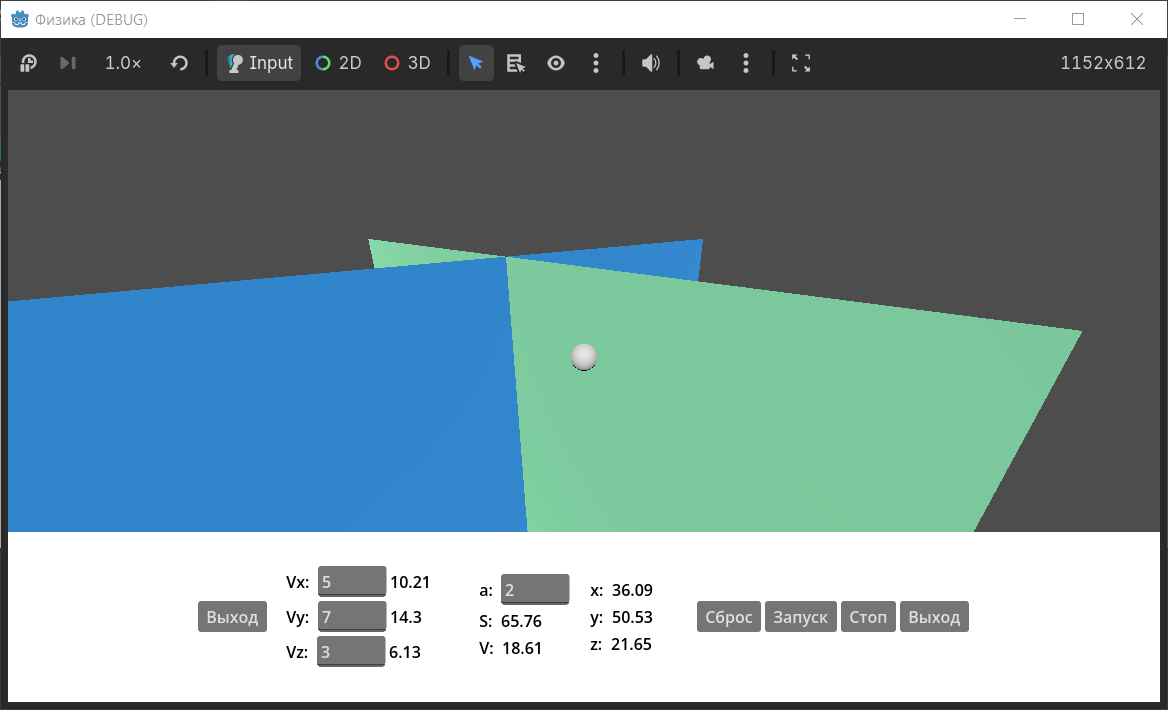 Физика (DEBUG)
1.0× Input 2D 3D 1152x612
Vx: 5 10.21
Vy: 7 14.3
Vz: 3 6.13
a: 2
S: 65.76
V: 18.61
x: 36.09
y: 50.53
z: 21.65
Выход
Сброс Запуск Стоп Выход